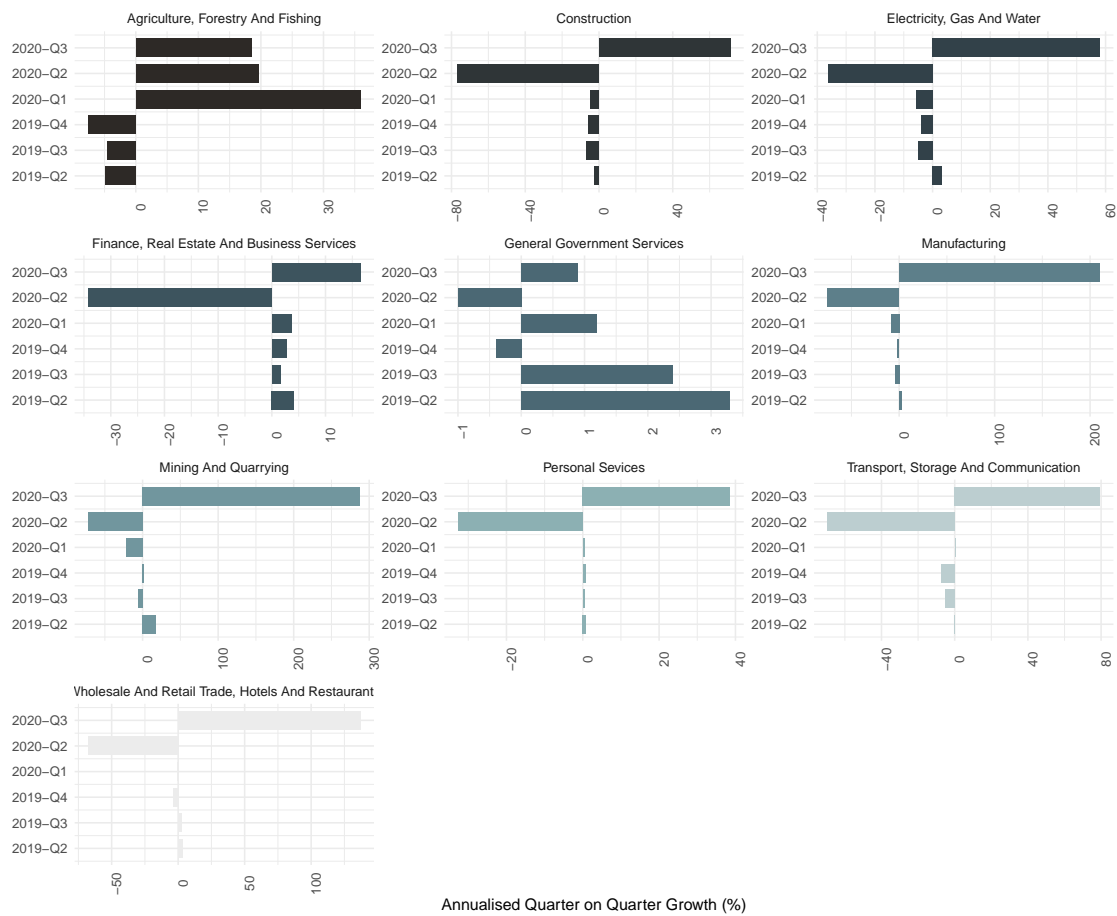 Agriculture, Forestry And Fishing
2020−Q3
2020−Q2
2020−Q1
2019−Q4
2019−Q3
2019−Q2
0 10 20 30
Construction
2020−Q3
2020−Q2
2020−Q1
2019−Q4
2019−Q3
2019−Q2
−80 −40 0 40
Electricity, Gas And Water
2020−Q3
2020−Q2
2020−Q1
2019−Q4
2019−Q3
2019−Q2
−40 −20 0 20 40 60
Finance, Real Estate And Business Services
2020−Q3
2020−Q2
2020−Q1
2019−Q4
2019−Q3
2019−Q2
−30 −20 −10 0 10
General Government Services
2020−Q3
2020−Q2
2020−Q1
2019−Q4
2019−Q3
2019−Q2
−1 0 1 2 3
Manufacturing
2020−Q3
2020−Q2
2020−Q1
2019−Q4
2019−Q3
2019−Q2
0 100 200
Mining And Quarrying
2020−Q3
2020−Q2
2020−Q1
2019−Q4
2019−Q3
2019−Q2
0 100 200 300
Personal Sevices
2020−Q3
2020−Q2
2020−Q1
2019−Q4
2019−Q3
2019−Q2
−20 0 20 40
Transport, Storage And Communication
2020−Q3
2020−Q2
2020−Q1
2019−Q4
2019−Q3
2019−Q2
−40 0 40 80
Vholesale And Retail Trade, Hotels And Restaurant
2020−Q3
2020−Q2
2020−Q1
2019−Q4
2019−Q3
2019−Q2
−50 0 50 100
Annualised Quarter on Quarter Growth (%)